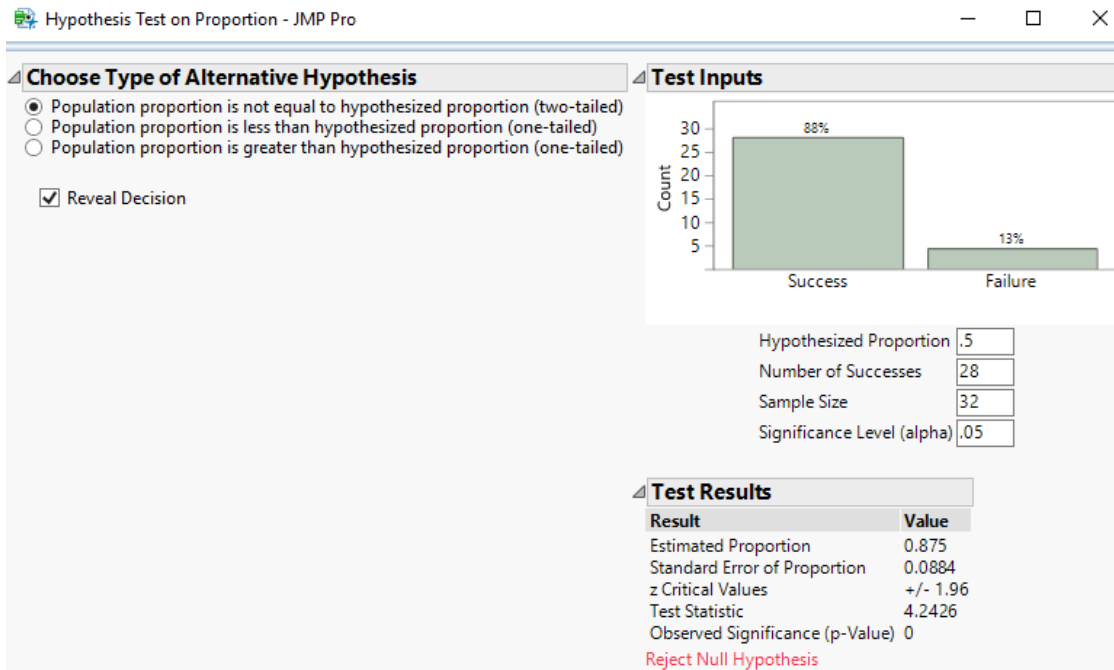 Hypothesis Test on Proportion - JMP Pro
Choose Type of Alternative Hypothesis
Population proportion is not equal to hypothesized proportion (two-tailed)
Population proportion is less than hypothesized proportion (one-tailed)
Population proportion is greater than hypothesized proportion (one-tailed)
Reveal Decision
Test Inputs
Count
30
25
20
15
10
5
88%
13%
Success Failure
Hypothesized Proportion .5
Number of Successes 28
Sample Size 32
Significance Level (alpha) .05
Test Results
Result Value
Estimated Proportion 0.875
Standard Error of Proportion 0.0884
z Critical Values +/- 1.96
Test Statistic 4.2426
Observed Significance (p-Value) 0
Reject Null Hypothesis